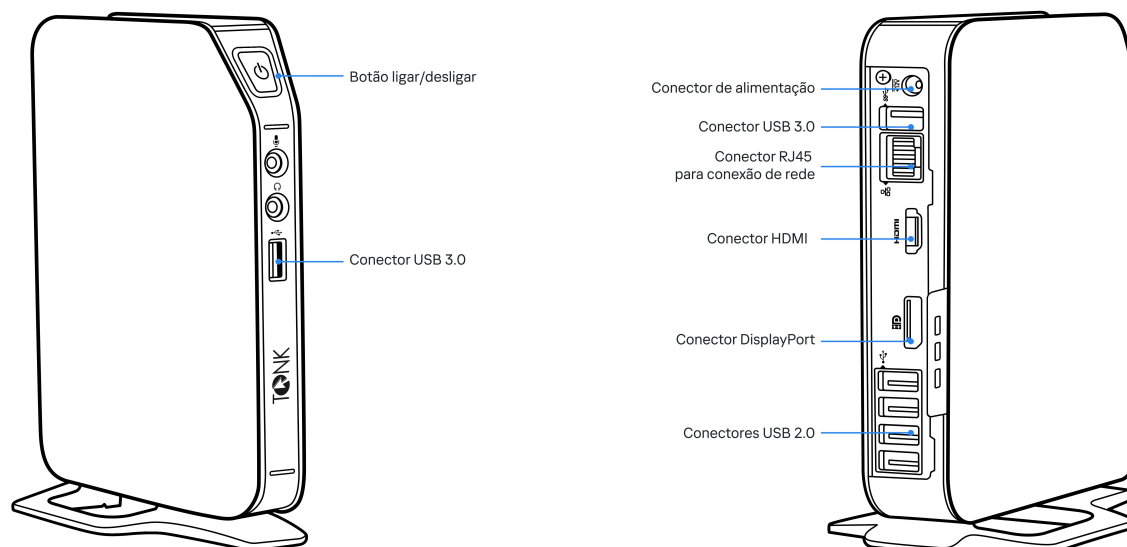 Botão ligar/desligar
Conector USB 3.0
TONK
Conector de alimentação
Conector USB 3.0
Conector RJ45
para conexão de rede
HDMI
Conector HDMI
Conector DisplayPort
Conectores USB 2.0